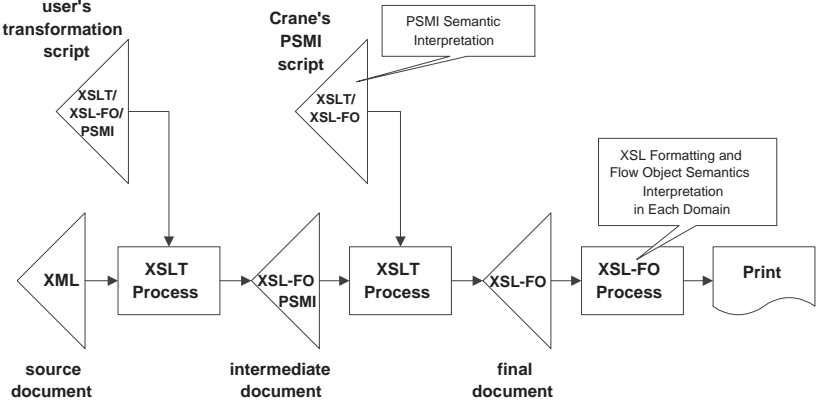 user's
transformation
script
Crane's
PSMI
script
PSMI Semantic
Interpretation
XSLT/
XSL-FO/
PSMI
XSLT/
XSL-FO
XSL Formatting and
Flow Object Semantics
Interpretation
in Each Domain
XML
XSLT
Process
XSL-FO
PSMI
XSLT
Process
XSL-FO
XSL-FO
Process
Print
source
document
intermediate
document
final
document